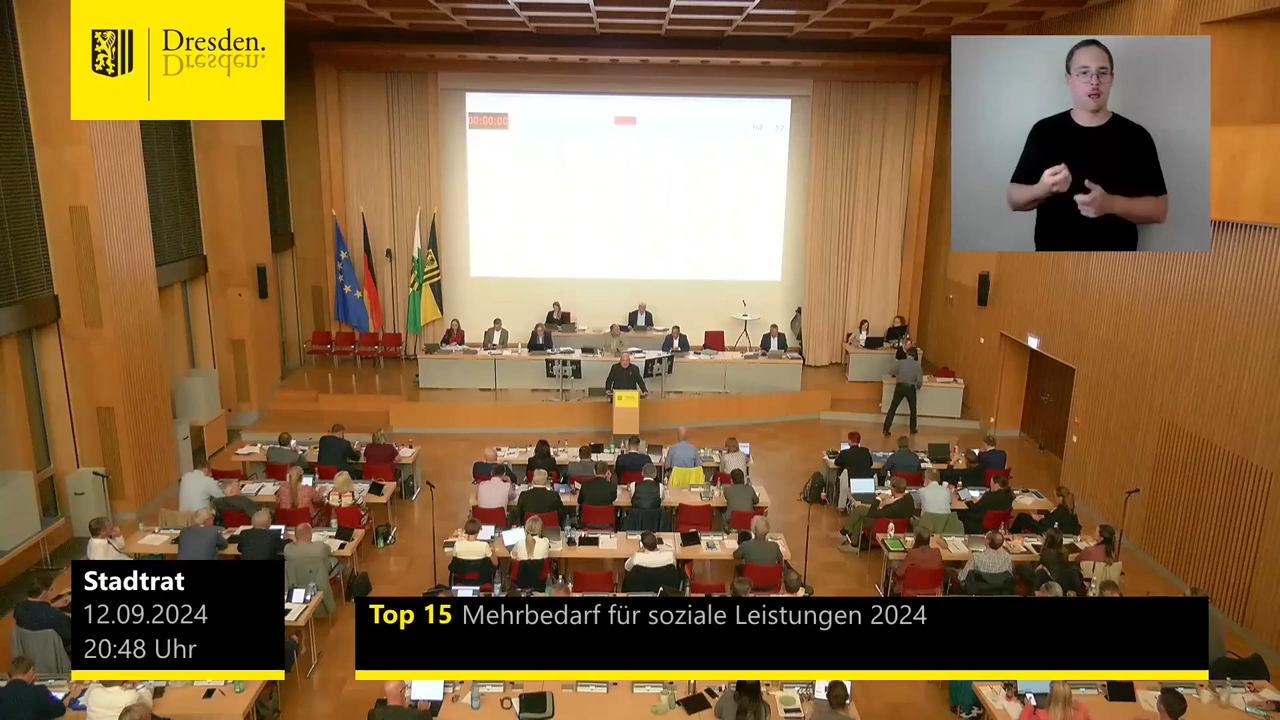 Dresden.
Dresden.
00:00:00
Stadtrat
12.09.2024
20:48 Uhr
Top 15 Mehrbedarf für soziale Leistungen 2024